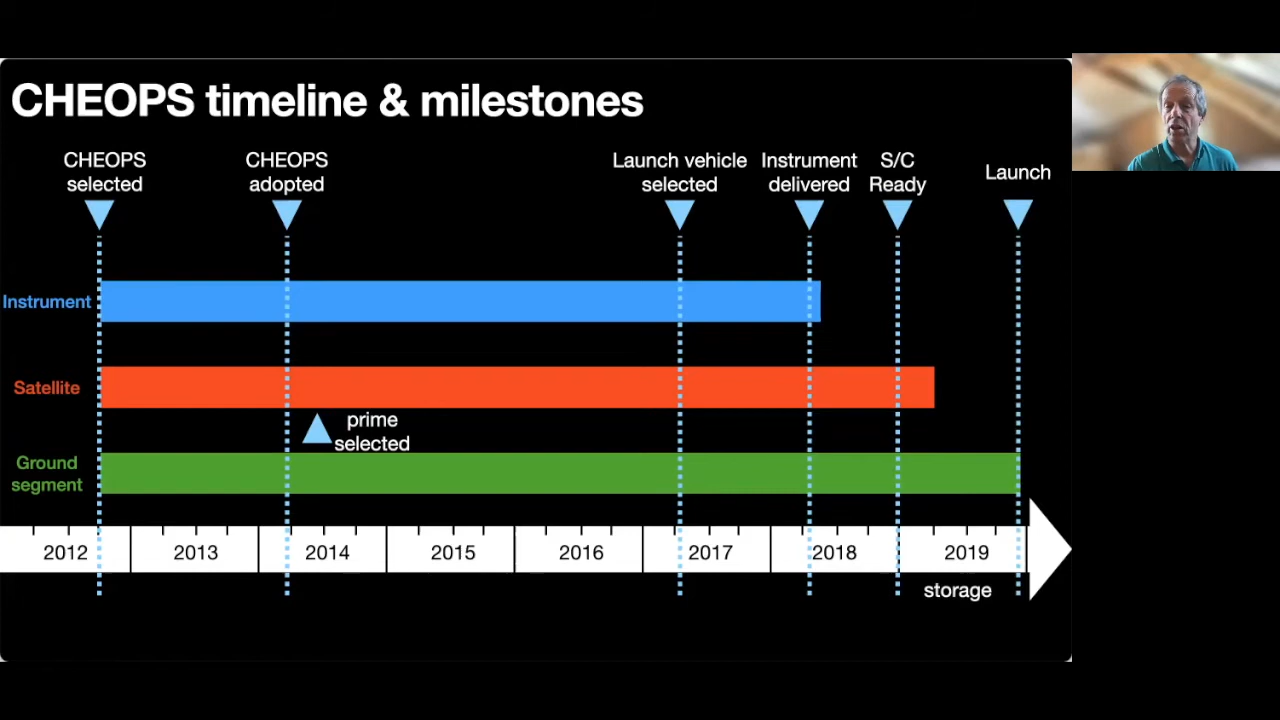 CHEOPS timeline & milestones
CHEOPS
selected
CHEOPS
adopted
Launch vehicle
selected
Instrument
delivered
S/C
Ready
Launch
Instrument
Satellite
prime
selected
Ground
segment
2012
2013
2014
2015
2016
2017
2018
2019
storage